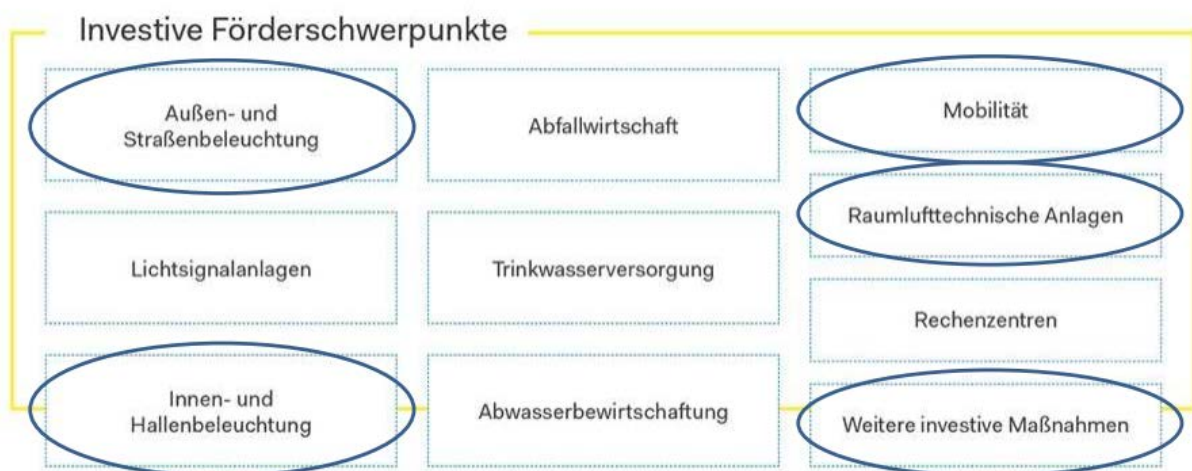 Investive Förderschwerpunkte
Außen- und
Straßenbeleuchtung
Abfallwirtschaft
Mobilität
Raumlufttechnische Anlagen
Lichtsignalanlagen
Trinkwasserversorgung
Rechenzentren
Innen- und
Hallenbeleuchtung
Abwasserbewirtschaftung
Weitere investive Maßnahmen